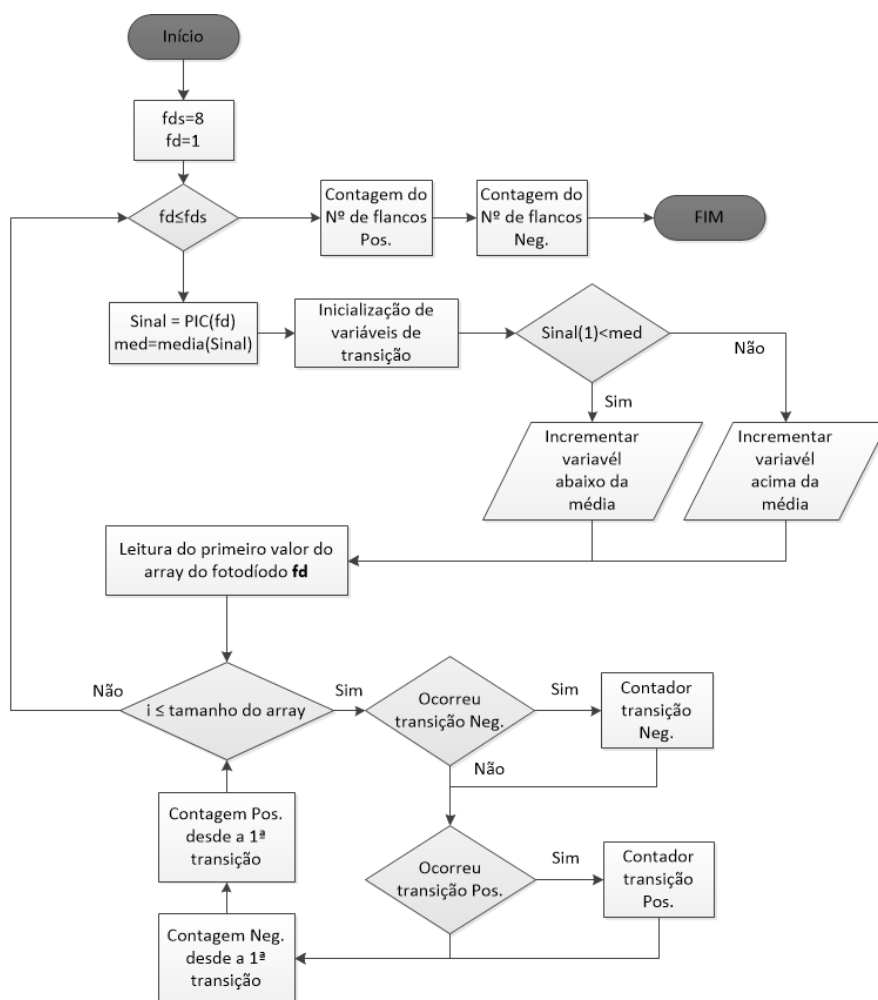 Início
fds=8
fd=1
fd≤fds
Contagem do
Nº de flancos
Pos.
Contagem do
Nº de flancos
Neg.
FIM
Sinal = PIC(fd)
med=media(Sinal)
Inicialização de
variáveis de
transição
Sinal(1)<med
Não
Sim
Incrementar
variavél
abaixo da
média
Incrementar
variavél
acima da
média
Leitura do primeiro valor do
array do fotodíodo fd
Não
i ≤ tamanho do array
Sim
Ocorreu
transição Neg.
Sim
Contador
transição
Neg.
Não
Contagem Pos.
desde a 1ª
transição
Ocorreu
transição Pos.
Sim
Contador
transição
Pos.
Contagem Neg.
desde a 1ª
transição